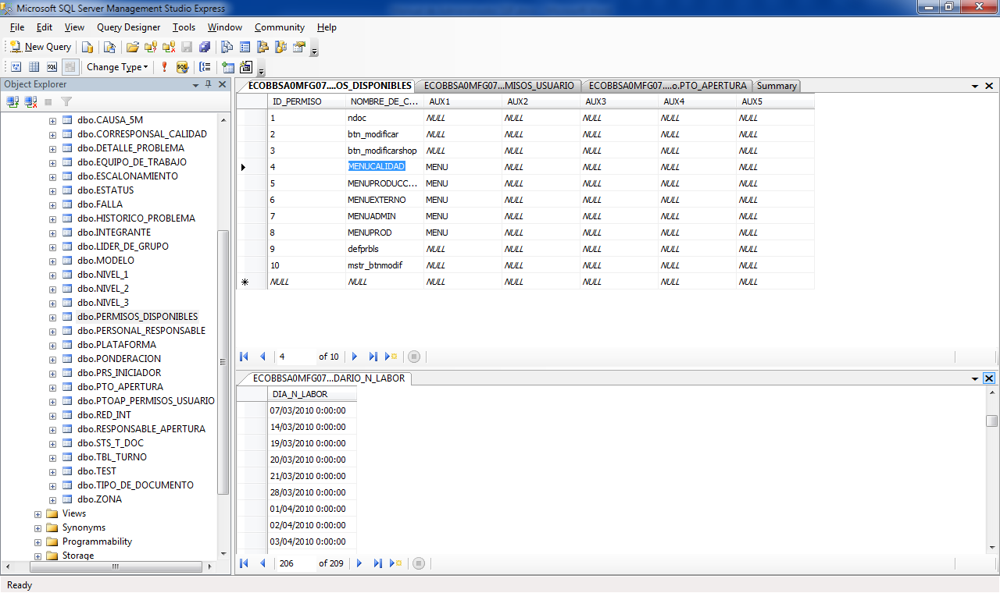 Microsoft SQL Server Management Studio Express
File Edit View Query Designer Tools Window Community Help
New Query
Change Type
Object Explorer
dbo.CAUSA_5M
dbo.CORRESPONSAL_CALIDAD
dbo.DETALLE_PROBLEMA
dbo.EQUIPO_DE_TRABAJO
dbo.ESCALONAMIENTO
dbo.ESTATUS
dbo.FALLA
dbo.HISTORICO_PROBLEMA
dbo.INTEGRANTE
dbo.LIDER_DE_GRUPO
dbo.MODELO
dbo.NIVEL_1
dbo.NIVEL_2
dbo.NIVEL_3
dbo.PERMISOS_DISPONIBLES
dbo.PERSONAL_RESPONSABLE
dbo.PLATAFORMA
dbo.PONDERACION
dbo.PRS_INICIADOR
dbo.PTO_APERTURA
dbo.PTOAP_PERMISOS_USUARIO
dbo.RED_INT
dbo.RESPONSABLE_APERTURA
dbo.STS_T_DOC
dbo.TBL_TURNO
dbo.TEST
dbo.TIPO_DE_DOCUMENTO
dbo.ZONA
Views
Synonyms
Programmability
Storage
ECOBBSA0MFG07....OS_DISPONIBLES ECOBBSA0MFG07...MISOS_USUARIO ECOBBSA0MFG07....o.PTO_APERTURA Summary
ID_PERMISO NOMBRE_DE_C... AUX1 AUX2 AUX3 AUX4 AUX5
1 ndoc NULL NULL NULL NULL NULL
2 btn_modificar NULL NULL NULL NULL NULL
3 btn_modificarshop NULL NULL NULL NULL NULL
4 MENUCALIDAD MENU NULL NULL NULL NULL
5 MENUPRODUCC... MENU NULL NULL NULL NULL
6 MENUEXTERNO MENU NULL NULL NULL NULL
7 MENUADMIN MENU NULL NULL NULL NULL
8 MENUPROD MENU NULL NULL NULL NULL
9 defprbls NULL NULL NULL NULL NULL
10 mstr_btnmodif NULL NULL NULL NULL NULL
NULL NULL NULL NULL NULL NULL NULL
4 of 10
ECOBBSA0MFG07...DARIO_N_LABOR
DIA_N_LABOR
07/03/2010 0:00:00
14/03/2010 0:00:00
19/03/2010 0:00:00
20/03/2010 0:00:00
21/03/2010 0:00:00
28/03/2010 0:00:00
01/04/2010 0:00:00
02/04/2010 0:00:00
03/04/2010 0:00:00
206 of 209
Ready